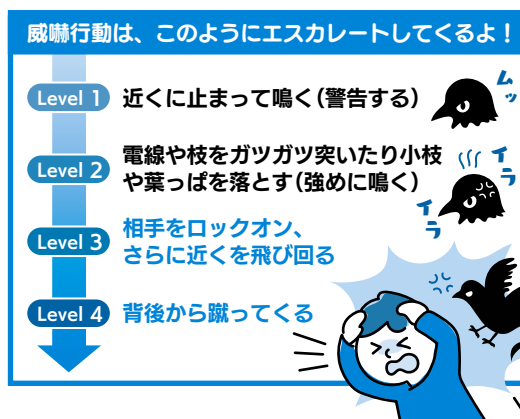 威嚇行動は、このようにエスカレートしてくるよ！
Level 1 近くに止まって鳴く（警告する）
ムッ
Level 2 電線や枝をガツガツ突いたり小枝
や葉っぱを落とす（強めに鳴く）
イラ
イラ
Level 3 相手をロックオン、
さらに近くを飛び回る
Level 4 背後から蹴ってくる